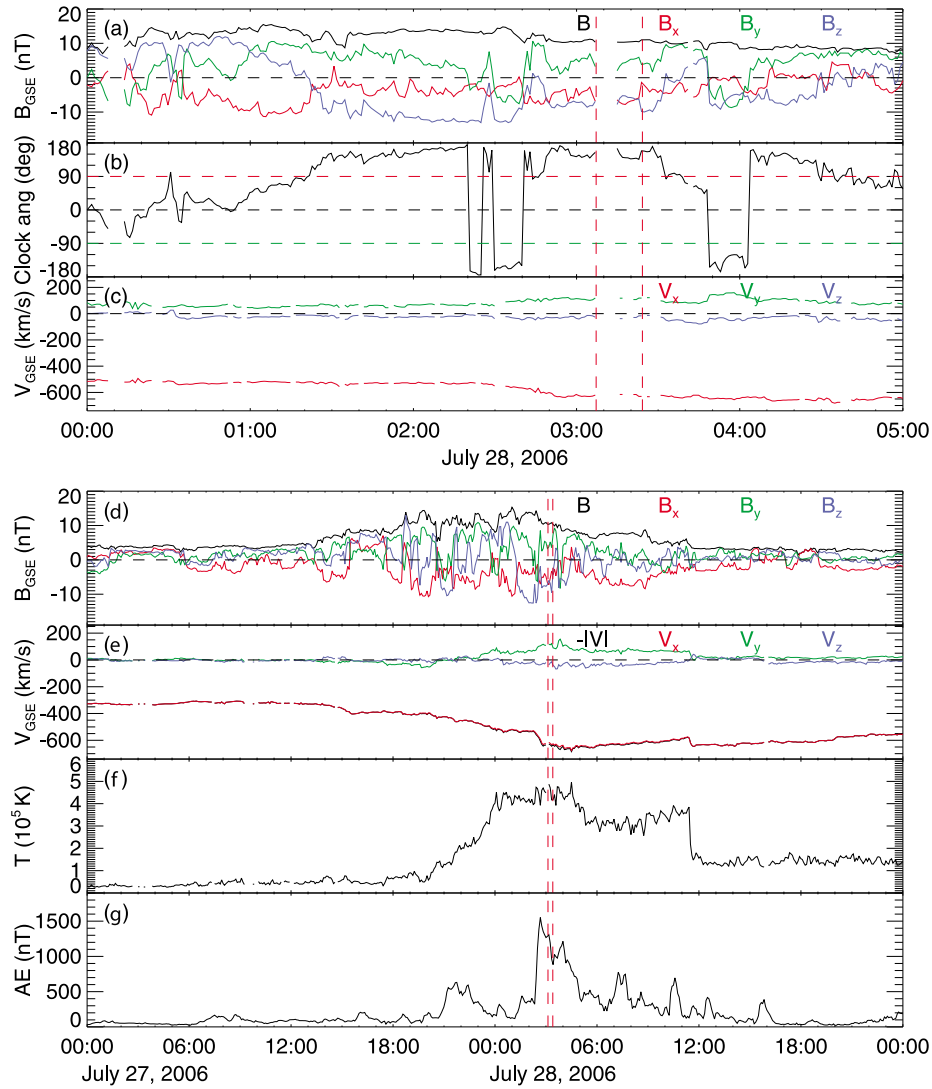 (a) B Bx By Bz
BGSE (nT)
20
10
0
-10
(b)
Clock ang (deg)
180
90
0
-90
-180
(c) Vx Vy Vz
VGSE (km/s)
200
0
-200
-400
-600
00:00 01:00 02:00 03:00 04:00 05:00
July 28, 2006
(d) B Bx By Bz
BGSE (nT)
20
10
0
-10
(e) -|V| Vx Vy Vz
VGSE (km/s)
200
0
-200
-400
-600
(f)
T (10⁵ K)
6
5
4
3
2
1
0
(g)
AE (nT)
1500
1000
500
0
00:00 06:00 12:00 18:00 00:00 06:00 12:00 18:00 00:00
July 27, 2006 July 28, 2006